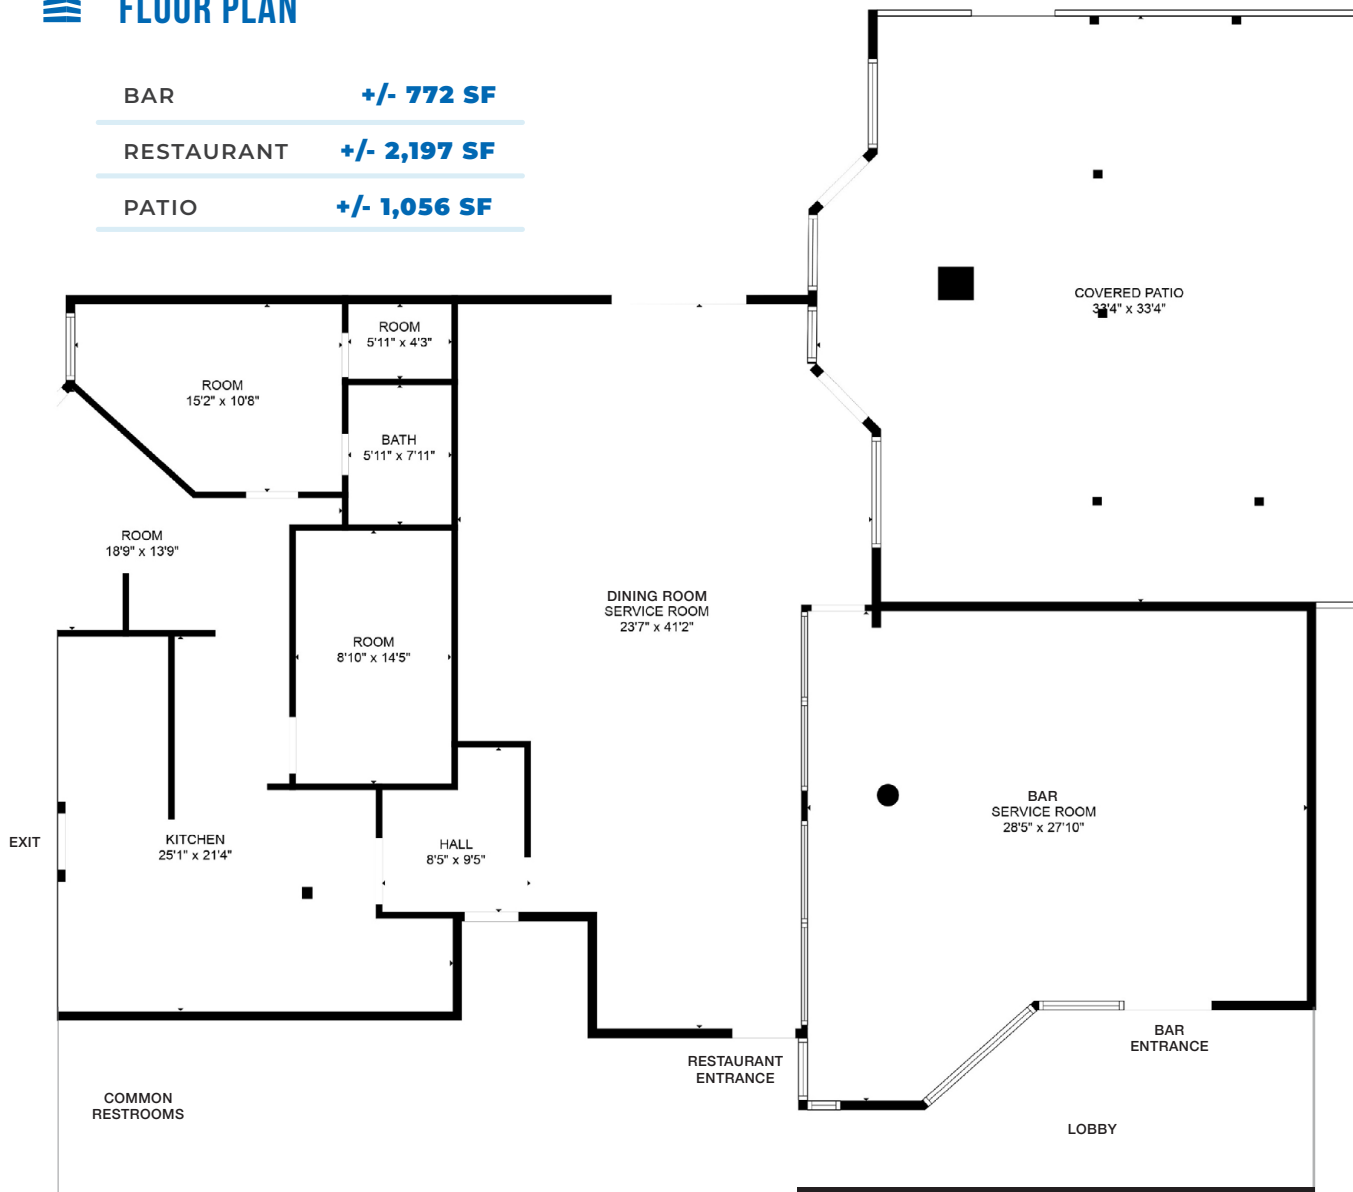 FLOOR PLAN
BAR +/- 772 SF
RESTAURANT +/- 2,197 SF
PATIO +/- 1,056 SF
COVERED PATIO
33'4" x 33'4"
ROOM
5'11" x 4'3"
ROOM
15'2" x 10'8"
BATH
5'11" x 7'11"
ROOM
18'9" x 13'9"
DINING ROOM
SERVICE ROOM
23'7" x 41'2"
ROOM
8'10" x 14'5"
BAR
SERVICE ROOM
28'5" x 27'10"
EXIT
KITCHEN
25'1" x 21'4"
HALL
8'5" x 9'5"
BAR
ENTRANCE
RESTAURANT
ENTRANCE
COMMON
RESTROOMS
LOBBY